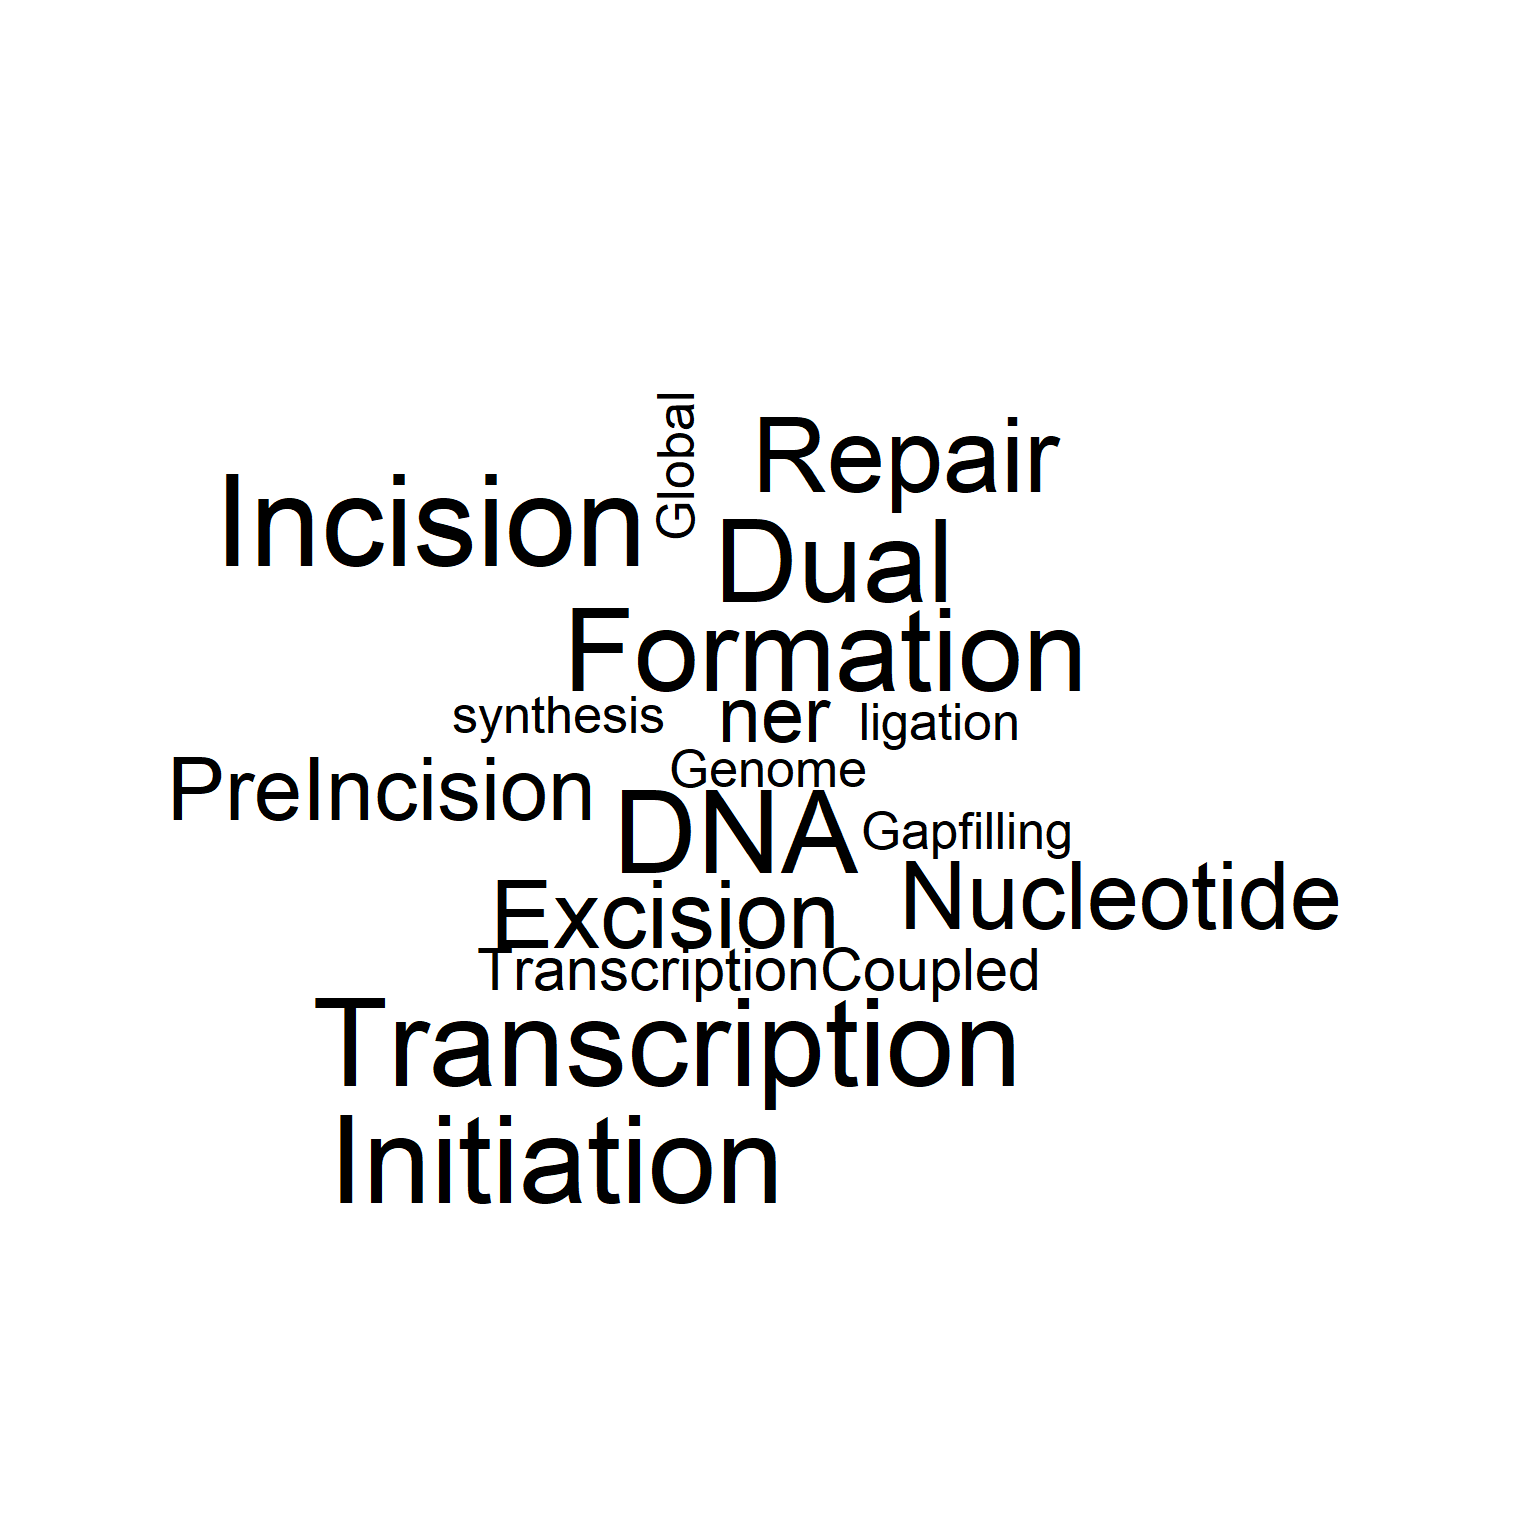 Global
Repair
Incision
Dual
Formation
synthesis
ner
ligation
Genome
PreIncision
DNA
Gapfilling
Nucleotide
Excision
TranscriptionCoupled
Transcription
Initiation